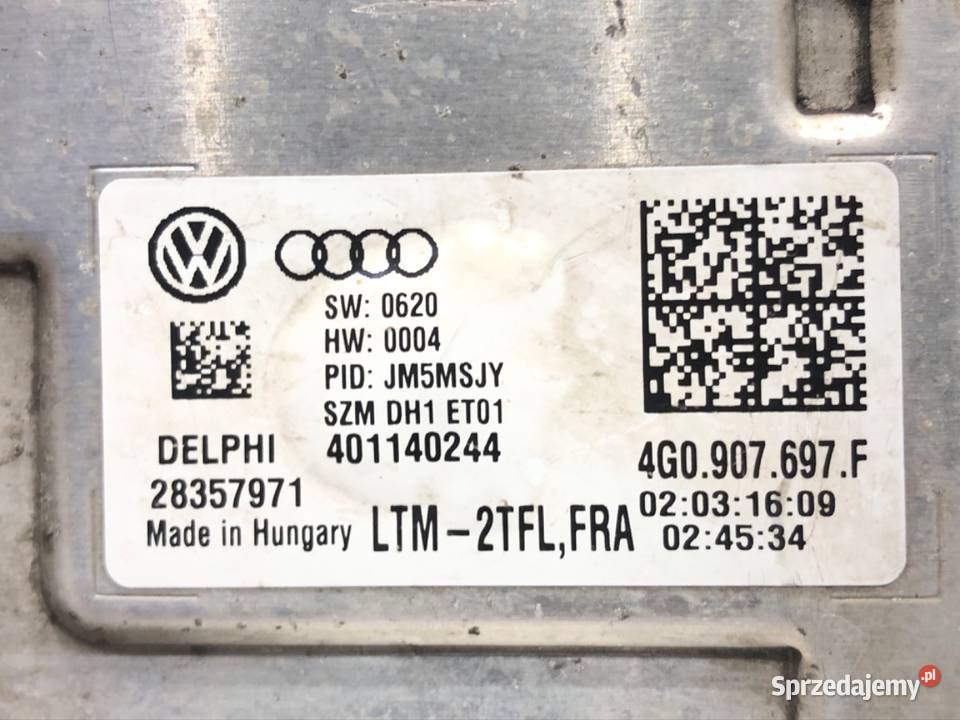 SW: 0620
HW: 0004
PID: JM5MSJY
SZM DH1 ET01
401140244
DELPHI
28357971
Made in Hungary
LTM-2TFL,FRA
4G0.907.697.F
02:03:16:09
02:45:34
Sprzedajemy.pl